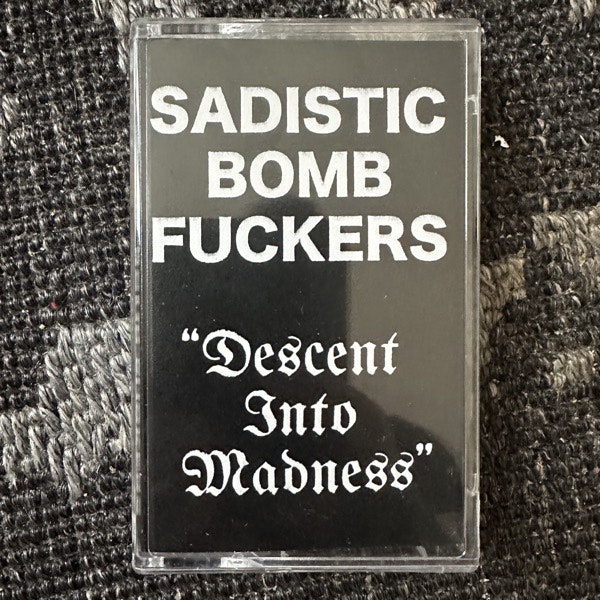 SADISTIC
BOMB
FUCKERS
“Descent
Into
Madness”